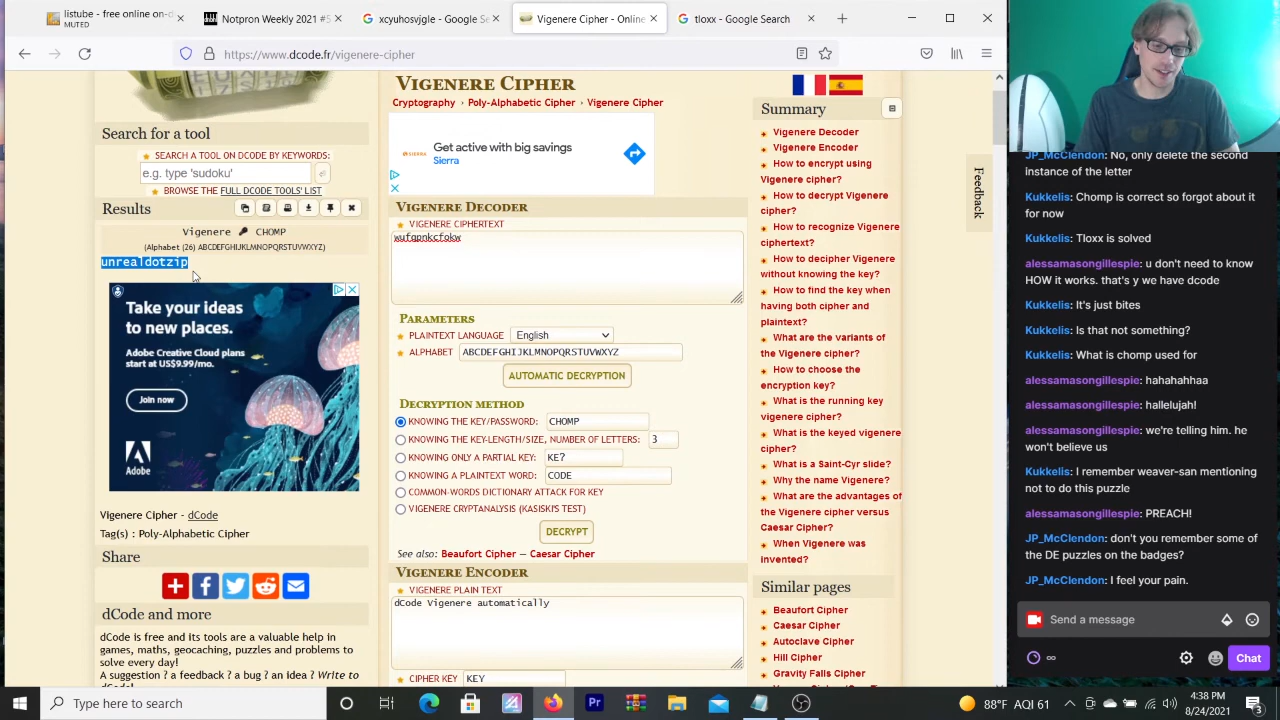 listube -
MUTED
Notpron Weekly 2021 #5
xcyuhosvjgx - Google Search
Vigenere Cipher - Online
tloxx - Google Search
https://www.dcode.fr/vigenere-cipher
Search for a tool
SEARCH A TOOL ON DCODE BY KEYWORDS:
e.g. type 'sudoku'
BROWSE THE FULL DCODE TOOLS' LIST
Results
Vigenere CHOMP
(Alphabet (26) ABCDEFGHIJKLMNOPQRSTUVWXYZ)
unrealdotzip
Take your ideas
to new places.
Adobe Creative Cloud plans
start at US$9.99/mo.
Join now
Adobe
Vigenere Cipher - dCode
Tag(s) : Poly-Alphabetic Cipher
Share
dCode and more
dCode is free and its tools are a valuable help in
games, maths, geocaching, puzzles and problems to
solve every day!
A suggestion ? a feedback ? a bug ? an idea ? Write to
VIGENERE CIPHER
Cryptography › Poly-Alphabetic Cipher › Vigenere Cipher
Get active with big savings
Sierra
SIERRA
VIGENERE DECODER
VIGENERE CIPHERTEXT
wufqpnkcfokw
PARAMETERS
PLAINTEXT LANGUAGE English
ALPHABET ABCDEFGHIJKLMNOPQRSTUVWXYZ
AUTOMATIC DECRYPTION
DECRYPTION METHOD
KNOWING THE KEY/PASSWORD: CHOMP
KNOWING THE KEY-LENGTH/SIZE, NUMBER OF LETTERS: 3
KNOWING ONLY A PARTIAL KEY: KE?
KNOWING A PLAINTEXT WORD: CODE
COMMON-WORDS DICTIONARY ATTACK FOR KEY
VIGENERE CRYPTANALYSIS (KASISKI'S TEST)
DECRYPT
See also: Beaufort Cipher — Caesar Cipher
VIGENERE ENCODER
VIGENERE PLAIN TEXT
dCode Vigenere automatically
CIPHER KEY KEY
Summary
Vigenere Decoder
Vigenere Encoder
How to encrypt using
Vigenere cipher?
How to decrypt Vigenere
cipher?
How to recognize Vigenere
ciphertext?
How to decipher Vigenere
without knowing the key?
How to find the key when
having both cipher and
plaintext?
What are the variants of
the Vigenere cipher?
How to choose the
encryption key?
What is the running key
vigenere cipher?
What is the keyed vigenere
cipher?
What is a Saint-Cyr slide?
Why the name Vigenere?
What are the advantages of
the Vigenere cipher versus
Caesar Cipher?
When Vigenere was
invented?
Similar pages
Beaufort Cipher
Caesar Cipher
Autoclave Cipher
Hill Cipher
Gravity Falls Cipher
Feedback
JP_McClendon: No, only delete the second
instance of the letter
Kukkelis: Chomp is correct so forgot about it
for now
Kukkelis: Tloxx is solved
alessamasongillespie: u don't need to know
HOW it works. that's y we have dcode
Kukkelis: It's just bites
Kukkelis: Is that not something?
Kukkelis: What is chomp used for
alessamasongillespie: hahahahhaa
alessamasongillespie: hallelujah!
alessamasongillespie: we're telling him. he
won't believe us
Kukkelis: I remember weaver-san mentioning
not to do this puzzle
alessamasongillespie: PREACH!
JP_McClendon: don't you remember some of
the DE puzzles on the badges?
JP_McClendon: I feel your pain.
Send a message
∞
Chat
Type here to search
Pr
88°F AQI 61
4:38 PM
8/24/2021
3